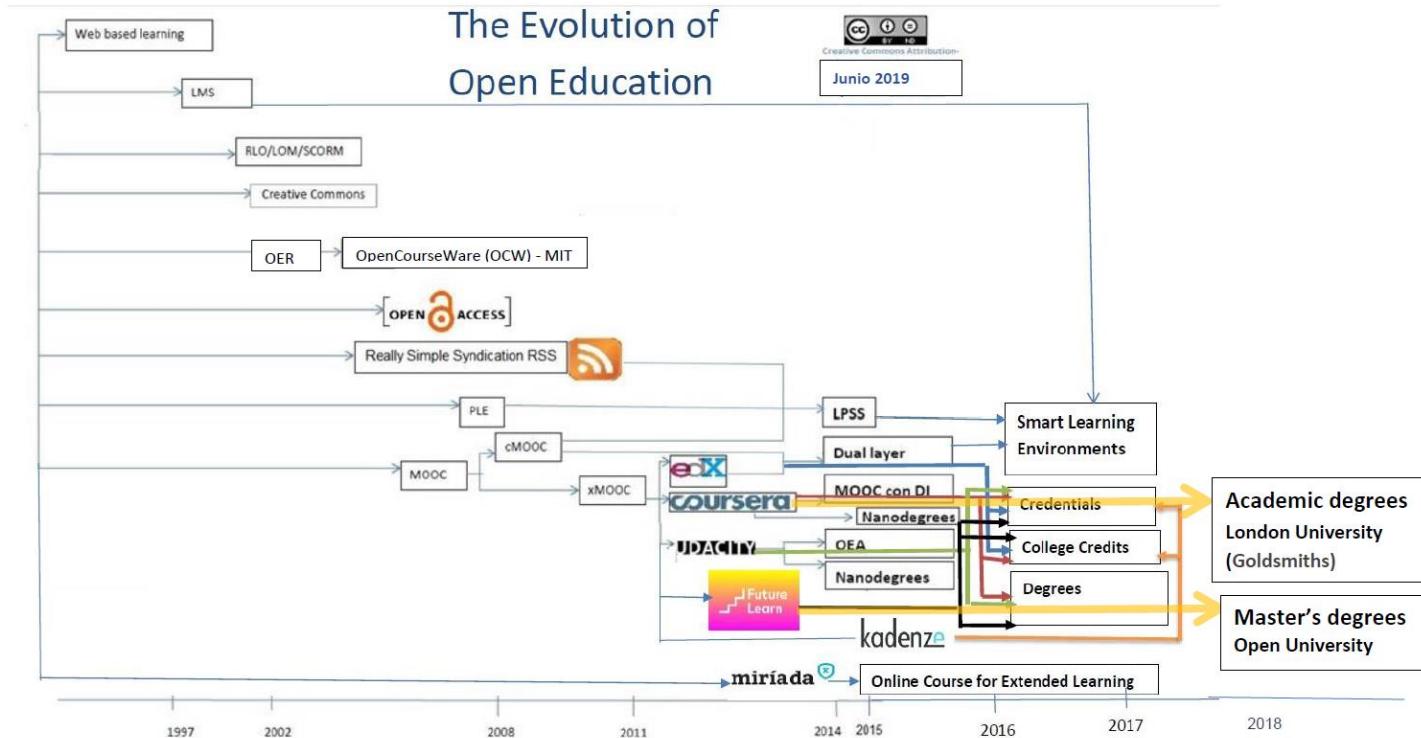 The Evolution of
Open Education
CC BY ND
Creative Commons Attribution-
Junio 2019
Web based learning
LMS
RLO/LOM/SCORM
Creative Commons
OER
OpenCourseWare (OCW) - MIT
[OPEN ACCESS]
Really Simple Syndication RSS
PLE
LPSS
Smart Learning
Environments
cMOOC
MOOC
xMOOC
edX
Dual layer
coursera
MOOC con DI
Nanodegrees
Credentials
Academic degrees
London University
(Goldsmiths)
UDACITY
OEA
College Credits
Nanodegrees
Degrees
Future
Learn
Master's degrees
Open University
kadenze
miríada
Online Course for Extended Learning
1997
2002
2008
2011
2014
2015
2016
2017
2018